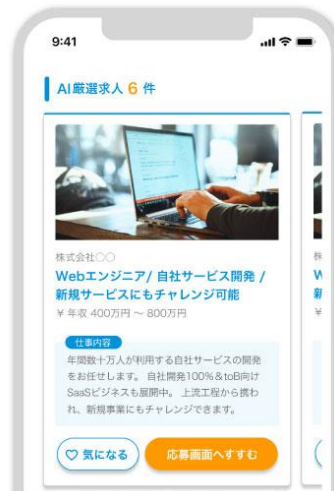 9:41
AI厳選求人 6 件
株式会社○○
Webエンジニア/ 自社サービス開発 /
新規サービスにもチャレンジ可能
¥ 年収 400万円 〜 800万円
仕事内容
年間数十万人が利用する自社サービスの開発
をお任せします。 自社開発100%&toB向け
SaaSビジネスも展開中。 上流工程から携わ
れ、新規事業にもチャレンジできます。
気になる
応募画面へすすむ
株
W
新
¥